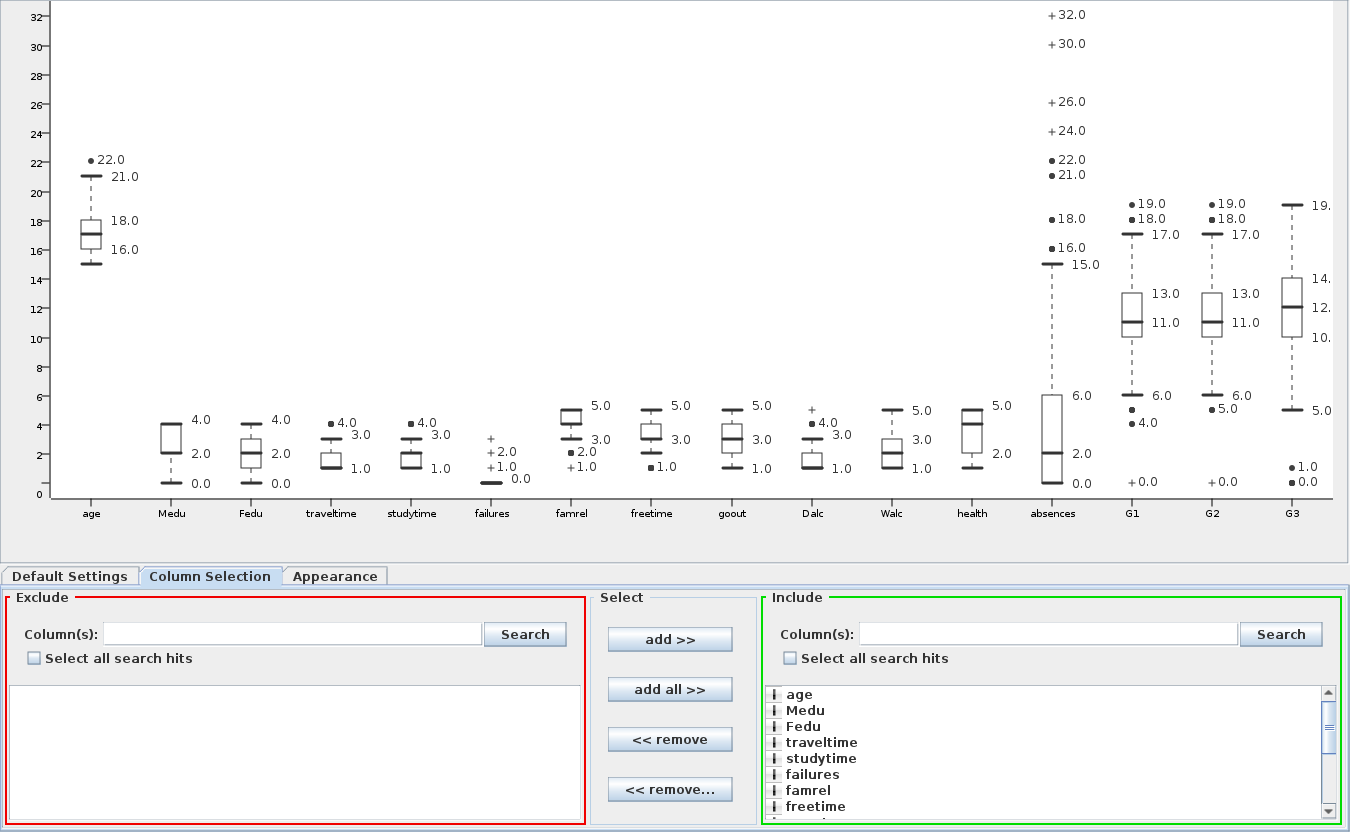 32.0
32
30.0
30
28
26.0
26
24.0
24
22.0 22.0
22
21.0 21.0
20
19.0 19.0 19.
18.0 18.0 18.0 18.0
18
17.0 17.0
16.0 16.0
16
15.0
14
14.
13.0 13.0
12
12.
11.0 11.0
10
10.
8
6.0 6.0 6.0
6
5.0 5.0 5.0 5.0 5.0 5.0 5.0
4.0 4.0 4.0 4.0 4.0 4.0
4
3.0 3.0 3.0 3.0 3.0 3.0 3.0
2.0 2.0 2.0 2.0 2.0 2.0
2
1.0 1.0 1.0 1.0 1.0 1.0 1.0 1.0 1.0
0.0 0.0 0.0 0.0 0.0 0.0 0.0
0
age Medu Fedu traveltime studytime failures famrel freetime goout Dalc Walc health absences G1 G2 G3
Default Settings Column Selection Appearance
Exclude
Column(s): Search
Select all search hits
Select
add >>
add all >>
<< remove
<< remove...
Include
Column(s): Search
Select all search hits
age
Medu
Fedu
traveltime
studytime
failures
famrel
freetime